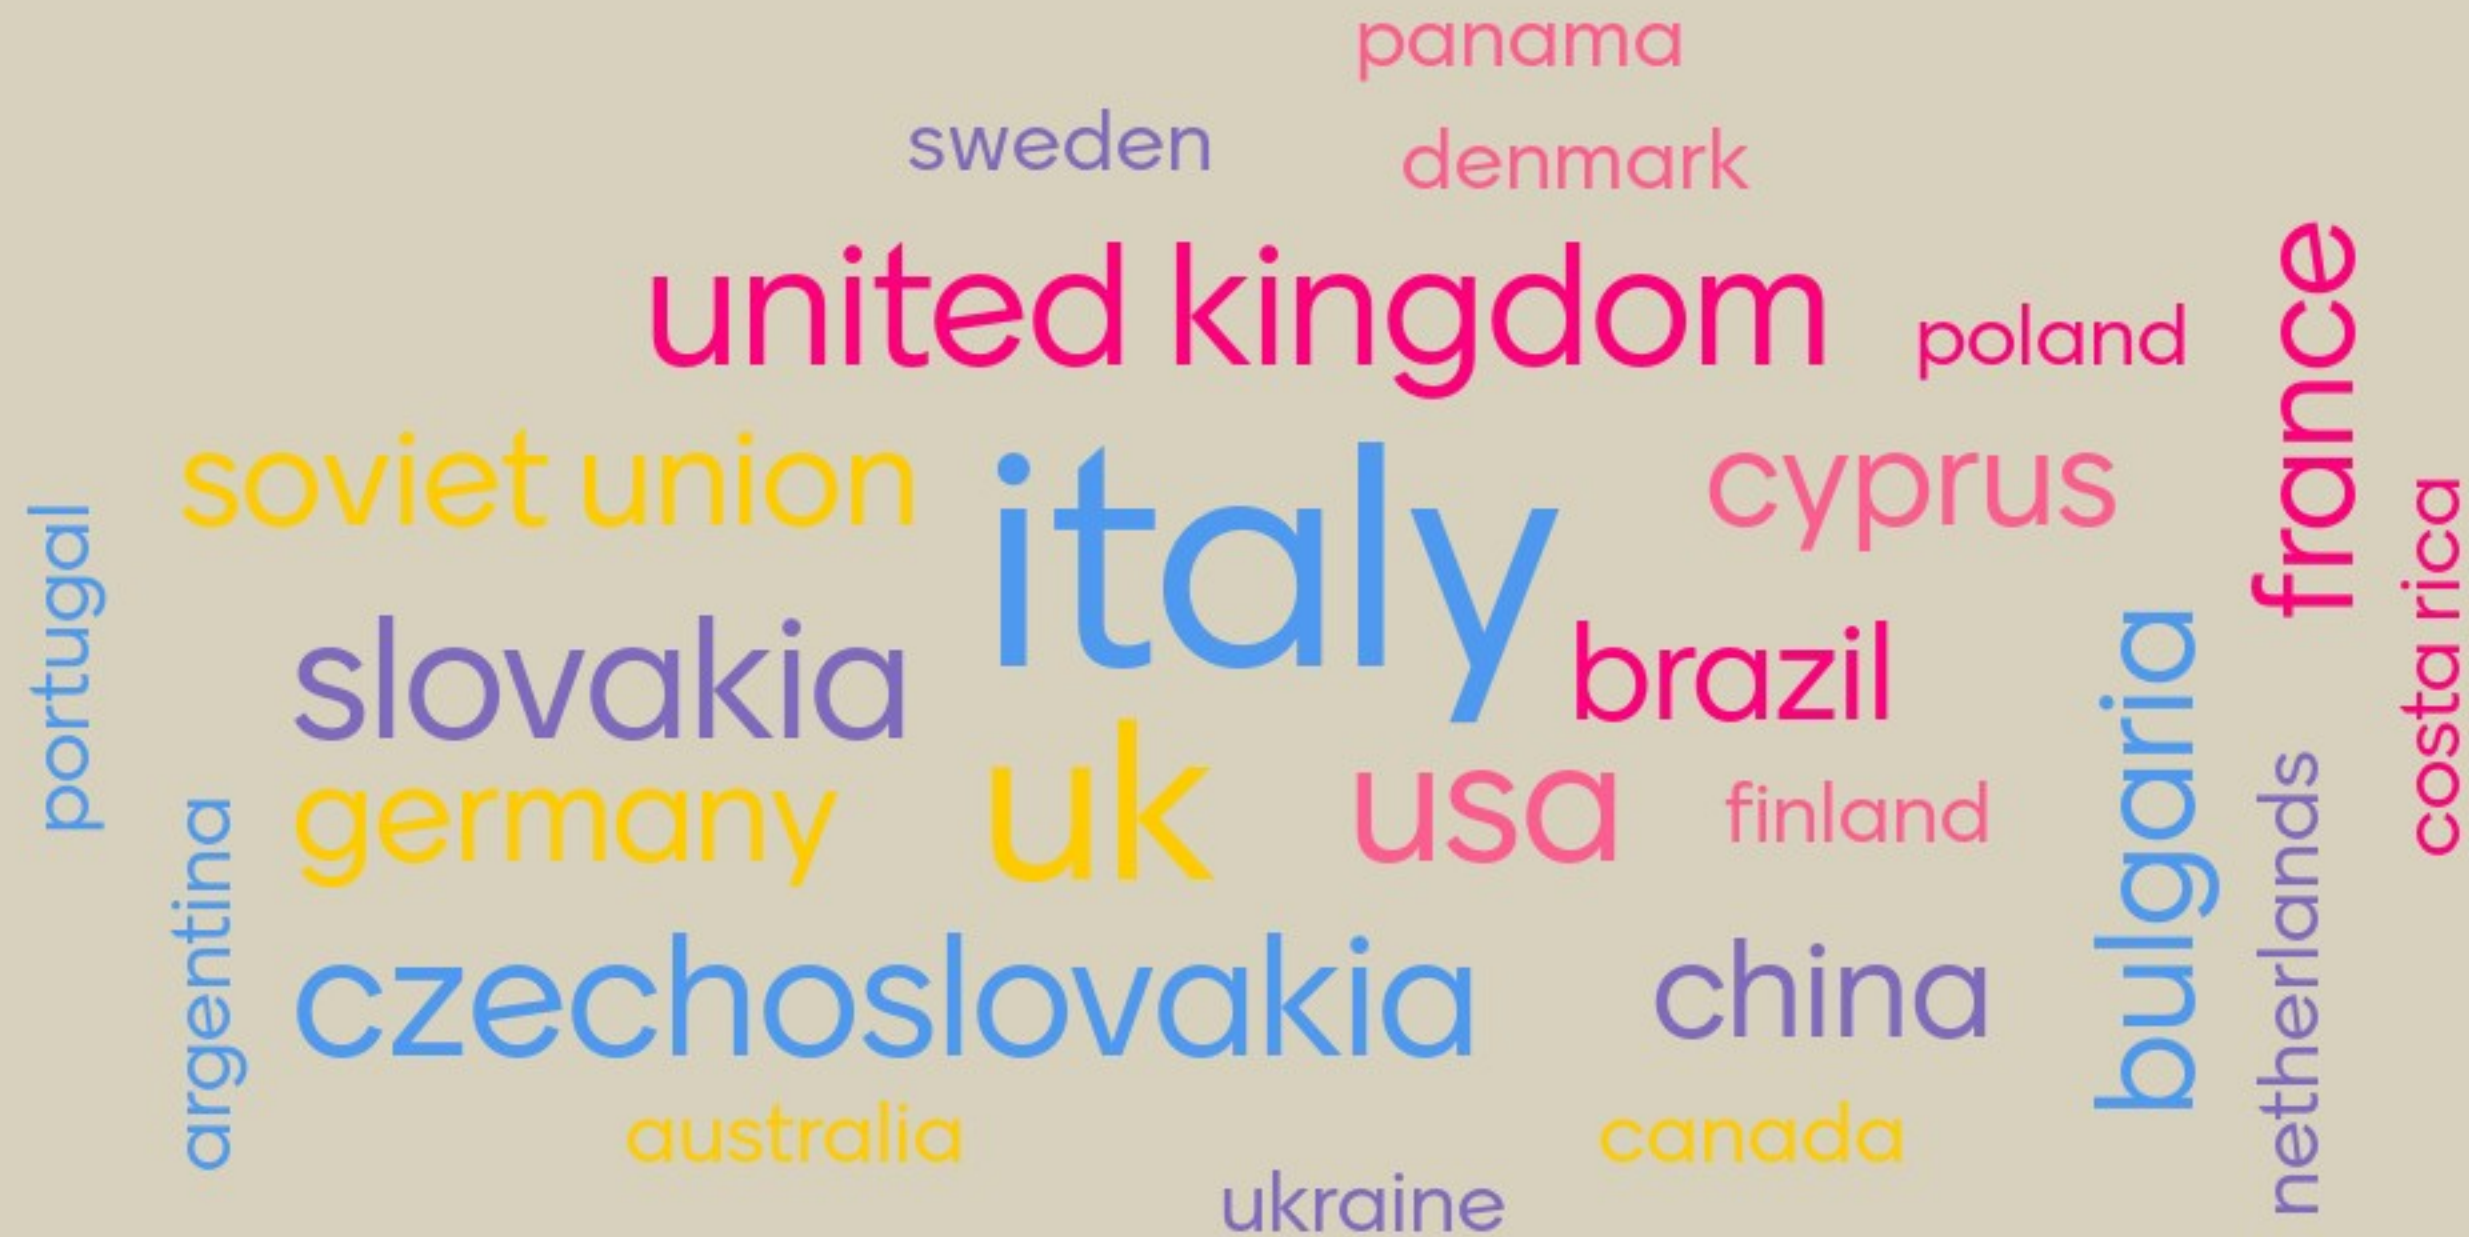 panama
sweden
denmark
united kingdom
poland
france
soviet union
italy
cyprus
portugal
costa rica
slovakia
brazil
bulgaria
germany
uk
usa
finland
argentina
netherlands
czechoslovakia
china
australia
canada
ukraine